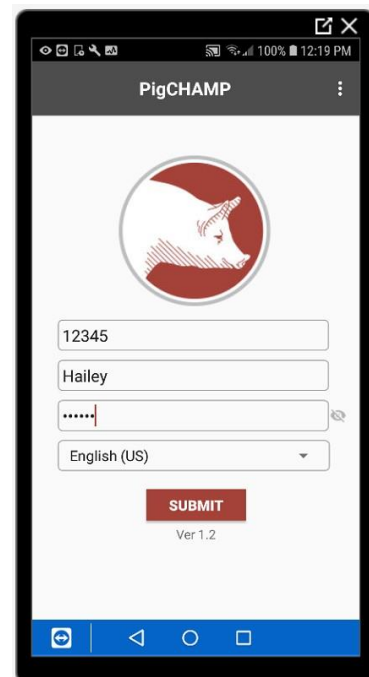 100% 12:19 PM
PigCHAMP
12345
Hailey
••••••
English (US)
SUBMIT
Ver 1.2